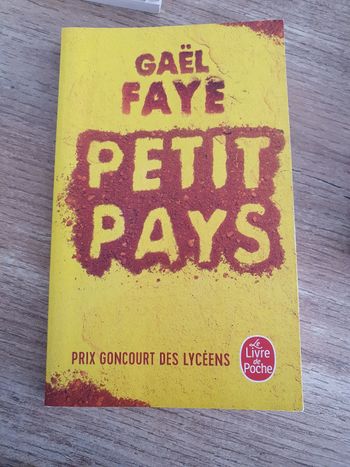 GAËL
FAYE
PETIT
PAYS
PRIX GONCOURT DES LYCÉENS
Le
Livre
de
Poche